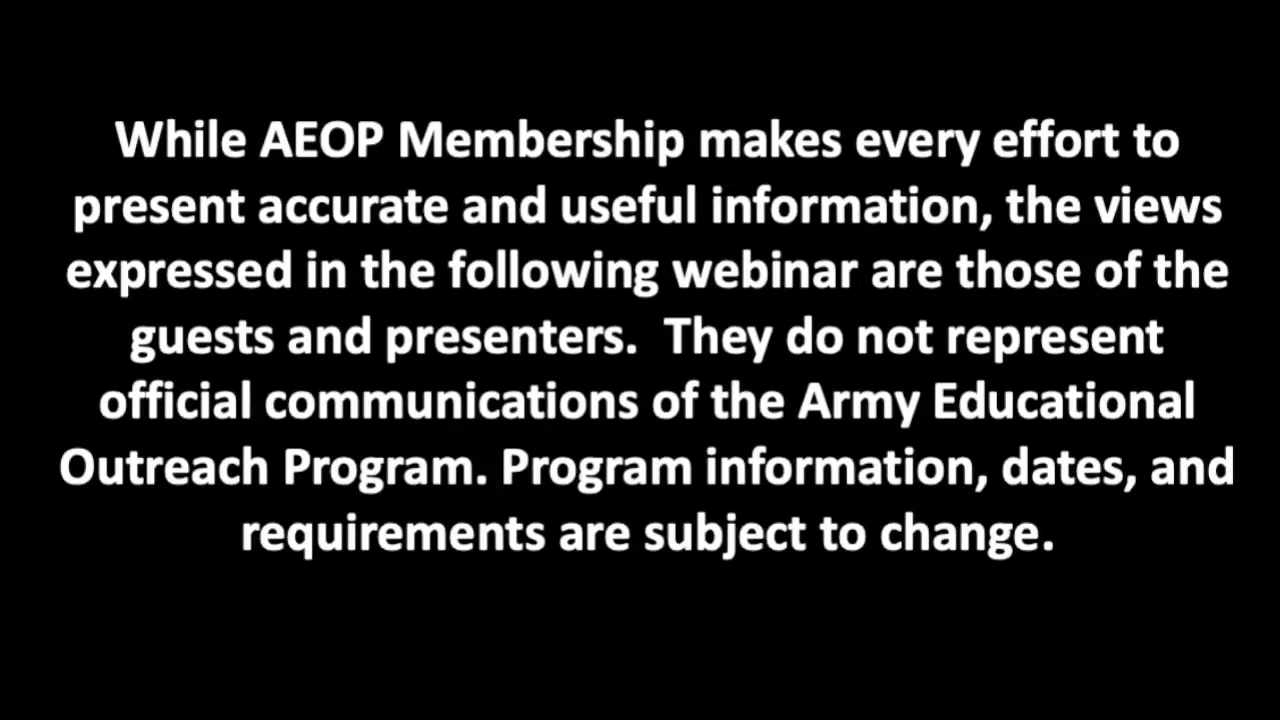 While AEOP Membership makes every effort to
present accurate and useful information, the views
expressed in the following webinar are those of the
guests and presenters.  They do not represent
official communications of the Army Educational
Outreach Program. Program information, dates, and
requirements are subject to change.